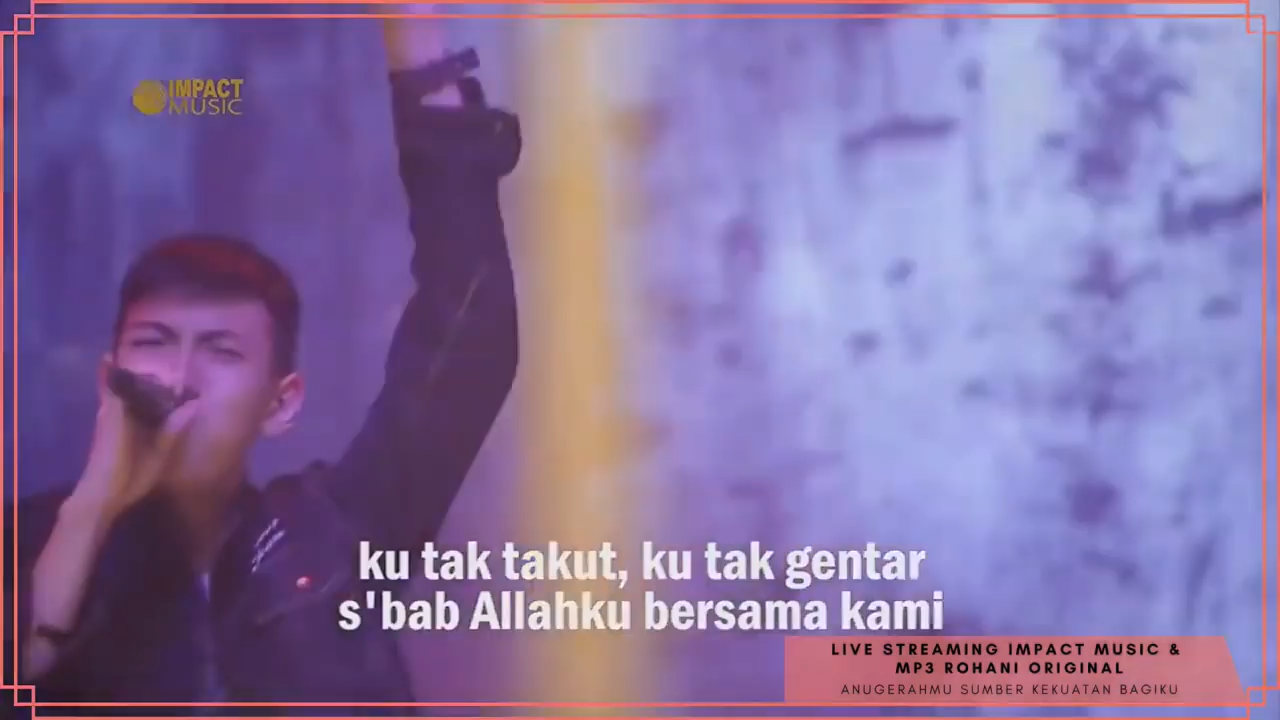 IMPACT
MUSIC
ku tak takut, ku tak gentar
s'bab Allahku bersama kami
LIVE STREAMING IMPACT MUSIC &
MP3 ROHANI ORIGINAL
ANUGERAHMU SUMBER KEKUATAN BAGIKU